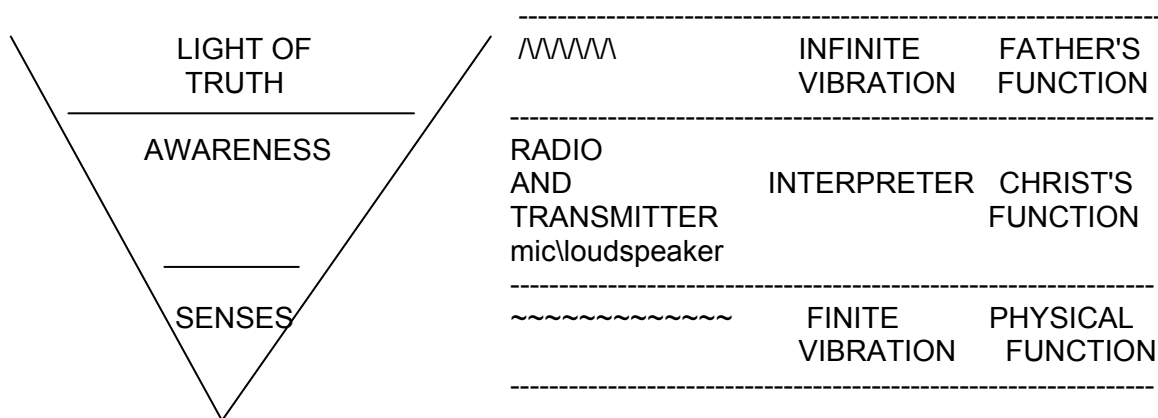 ---------------------------------------------------------------
LIGHT OF TRUTH
/\/\/\/\/\/\/\ INFINITE FATHER'S
VIBRATION FUNCTION
---------------------------------------------------------------
AWARENESS
RADIO
AND INTERPRETER CHRIST'S
TRANSMITTER FUNCTION
mic\loudspeaker
---------------------------------------------------------------
SENSES
~~~~~~~~~~~~~ FINITE PHYSICAL
VIBRATION FUNCTION
---------------------------------------------------------------